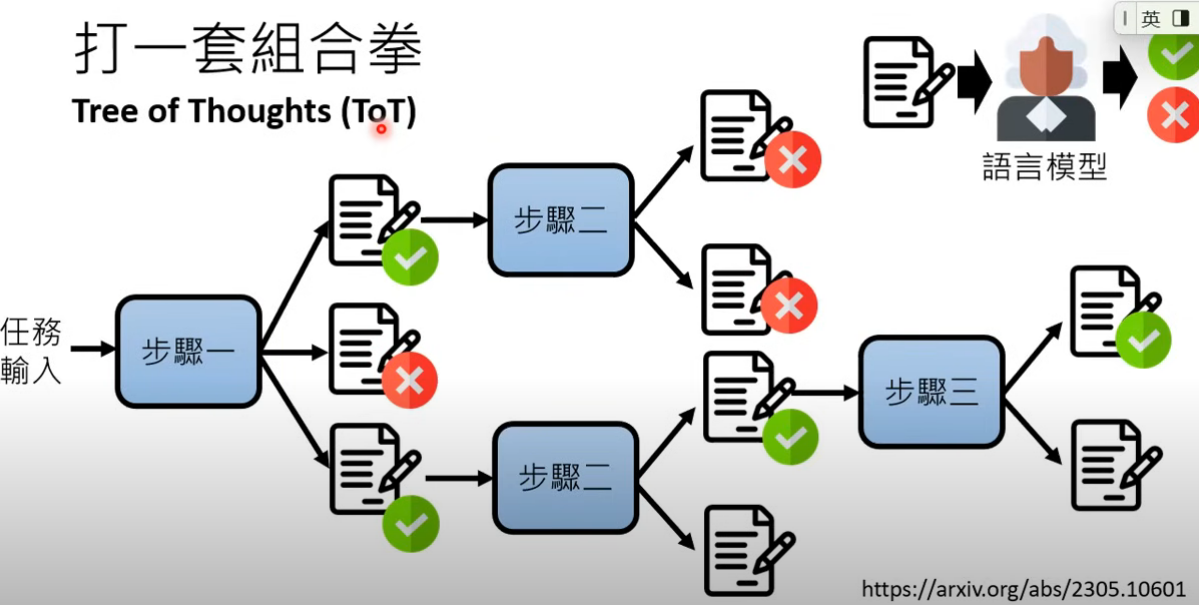 打一套組合拳
Tree of Thoughts (ToT)
英
語言模型
任務
輸入
步驟一
步驟二
步驟二
步驟三
https://arxiv.org/abs/2305.10601